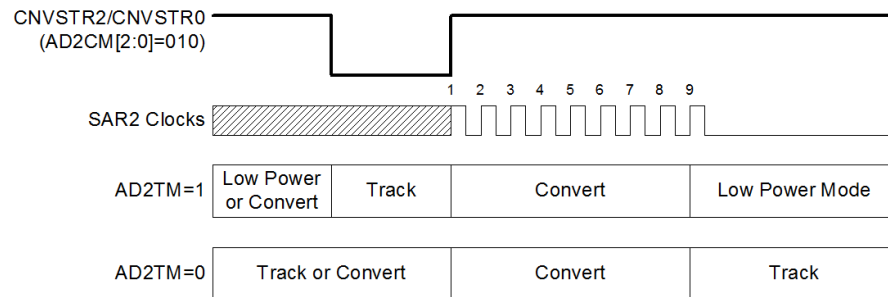 CNVSTR2/CNVSTR0
(AD2CM[2:0]=010)
1 2 3 4 5 6 7 8 9
SAR2 Clocks
AD2TM=1 Low Power or Convert Track Convert Low Power Mode
AD2TM=0 Track or Convert Convert Track